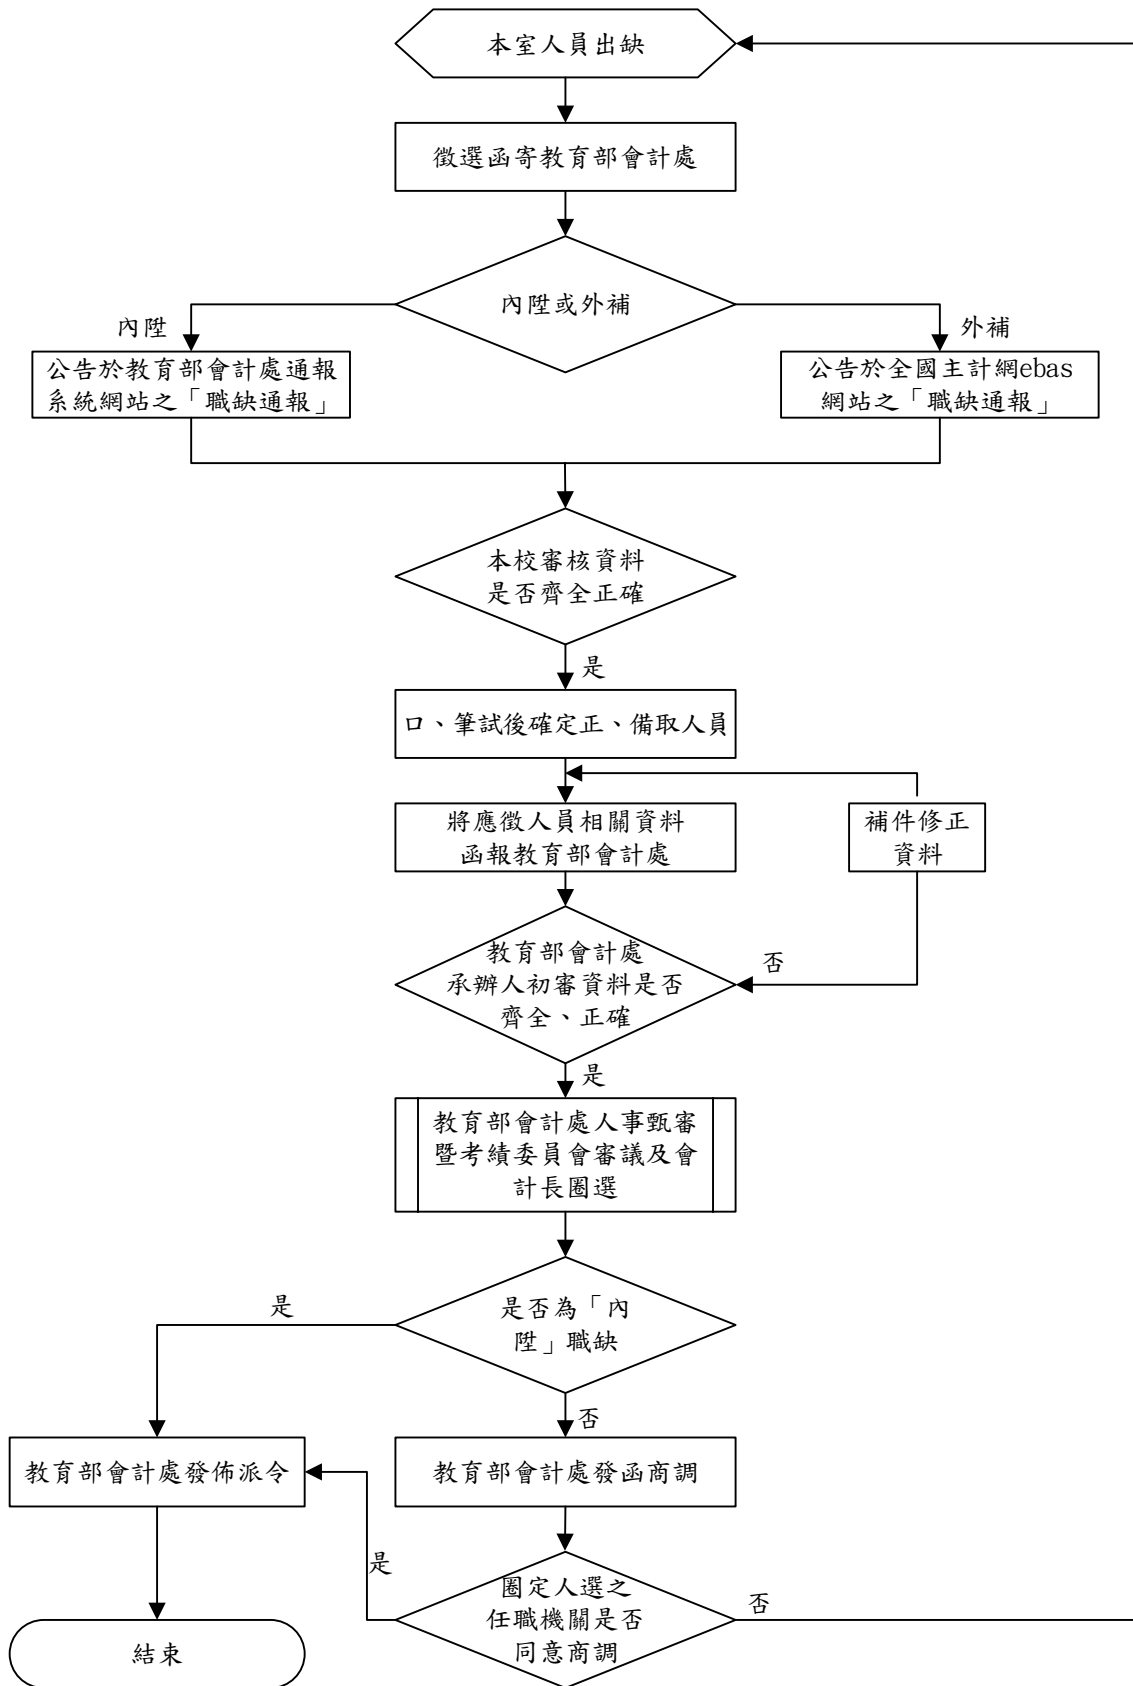 本室人員出缺
徵選函寄教育部會計處
內陞或外補
內陞
外補
公告於教育部會計處通報
系統網站之「職缺通報」
公告於全國主計網ebas
網站之「職缺通報」
本校審核資料
是否齊全正確
是
口、筆試後確定正、備取人員
將應徵人員相關資料
函報教育部會計處
補件修正
資料
教育部會計處
承辦人初審資料是否
齊全、正確
否
是
教育部會計處人事甄審
暨考績委員會審議及會
計長圈選
是否為「內
陞」職缺
是
否
教育部會計處發佈派令
教育部會計處發函商調
是
圈定人選之
任職機關是否
同意商調
否
結束